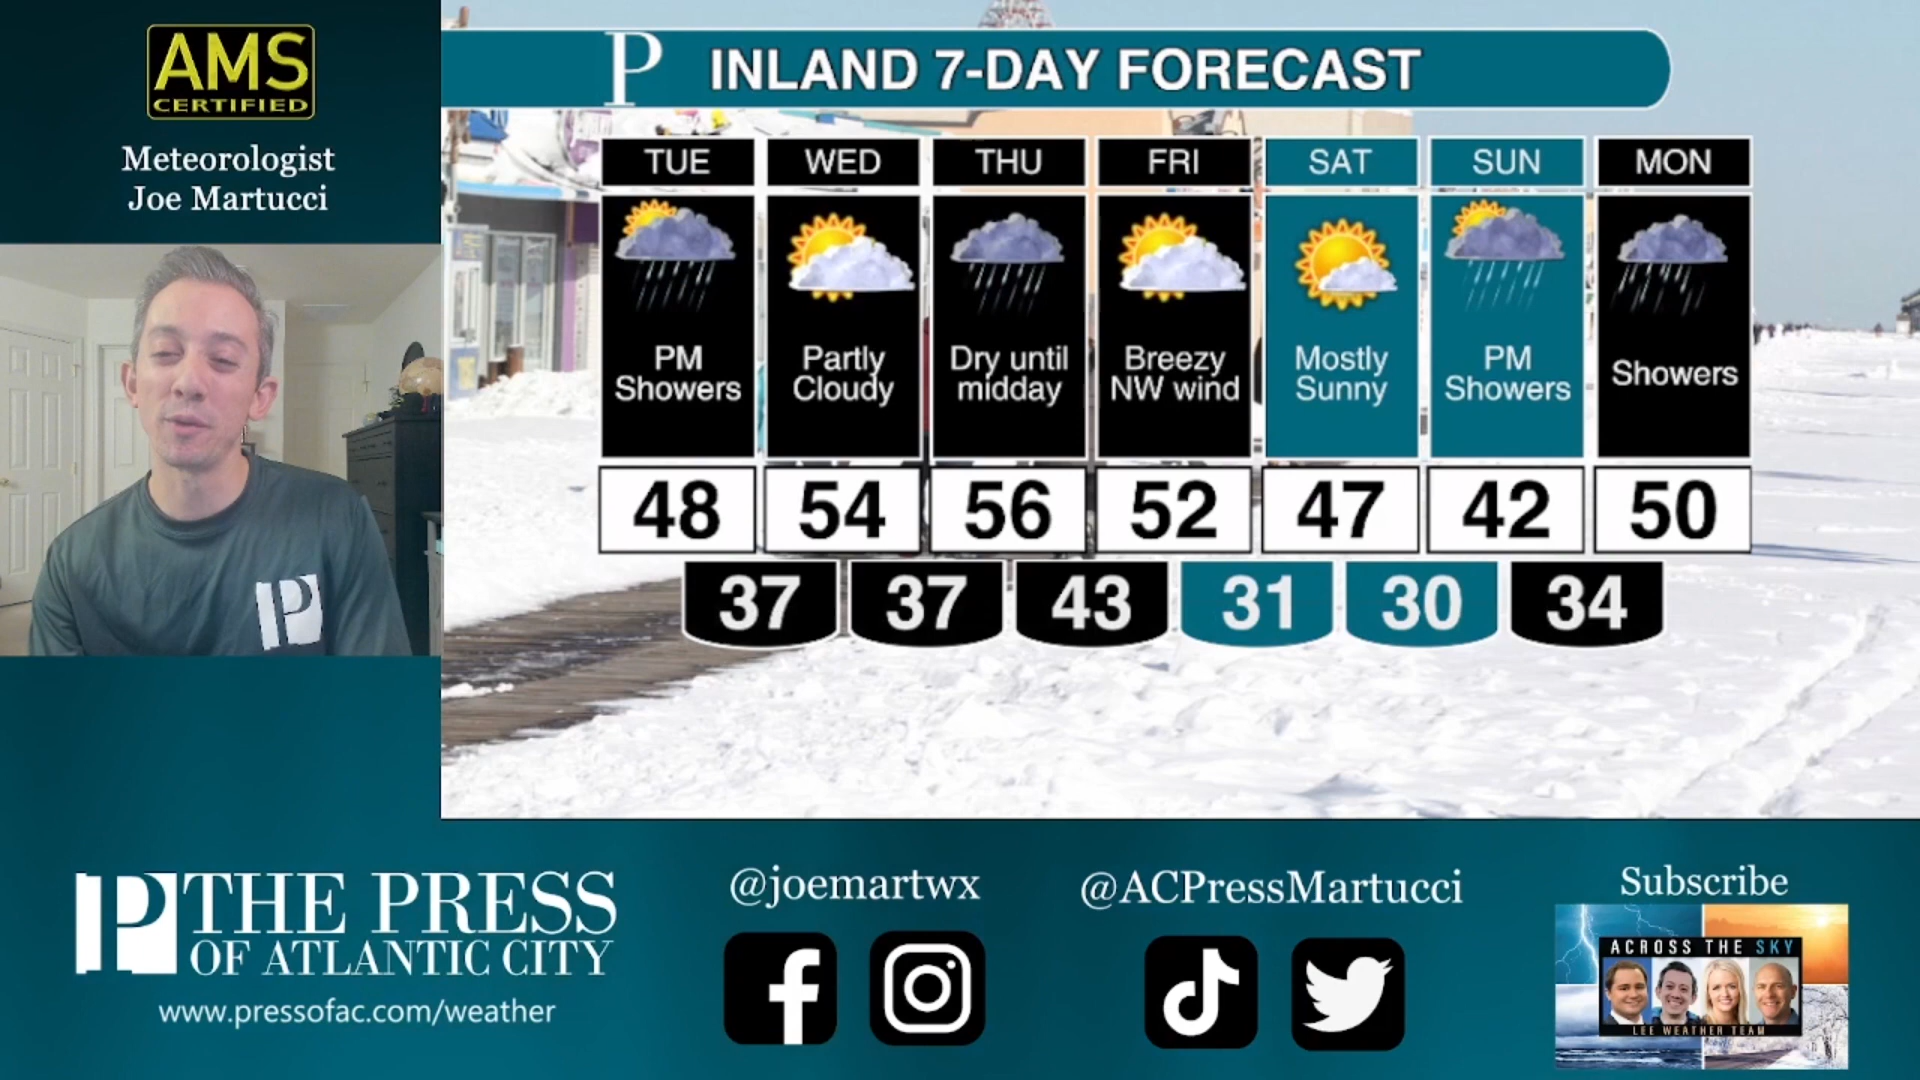 AMS
CERTIFIED
Meteorologist
Joe Martucci
P INLAND 7-DAY FORECAST
TUE WED THU FRI SAT SUN MON
PM Showers
Partly Cloudy
Dry until midday
Breezy NW wind
Mostly Sunny
PM Showers
Showers
48 54 56 52 47 42 50
37 37 43 31 30 34
P
P THE PRESS
OF ATLANTIC CITY
www.pressofac.com/weather
@joemartwx
@ACPressMartucci
Subscribe
ACROSS THE SKY
LEE WEATHER TEAM